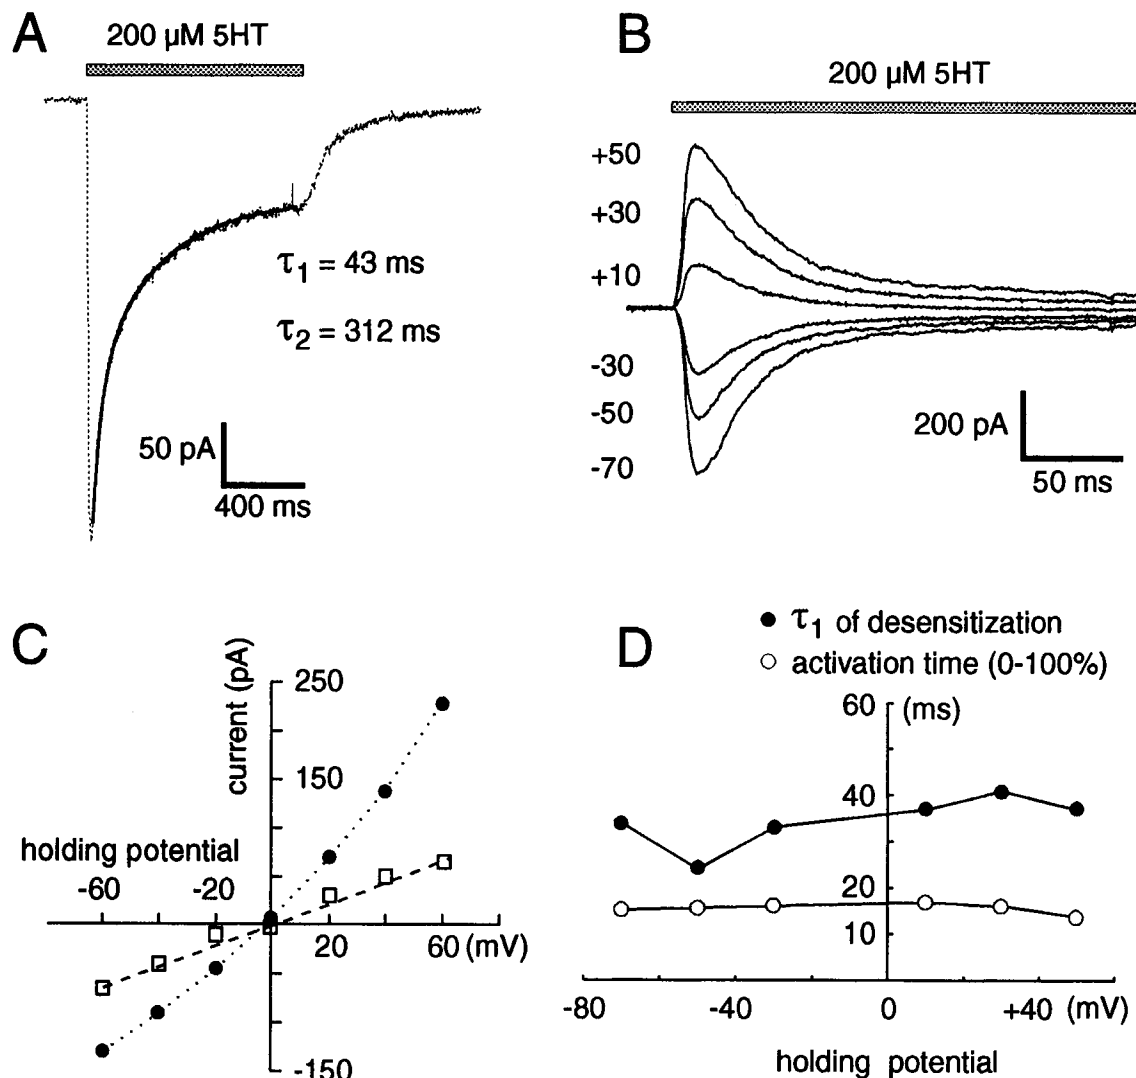 A
200 µM 5HT
τ1 = 43 ms
τ2 = 312 ms
50 pA
400 ms
B
200 µM 5HT
+50
+30
+10
-30
-50
-70
200 pA
50 ms
C
current (pA)
250
150
holding potential
-60
-20
20
60 (mV)
-150
D
τ1 of desensitization
activation time (0-100%)
60 (ms)
40
20
10
-80
-40
0
+40 (mV)
holding potential